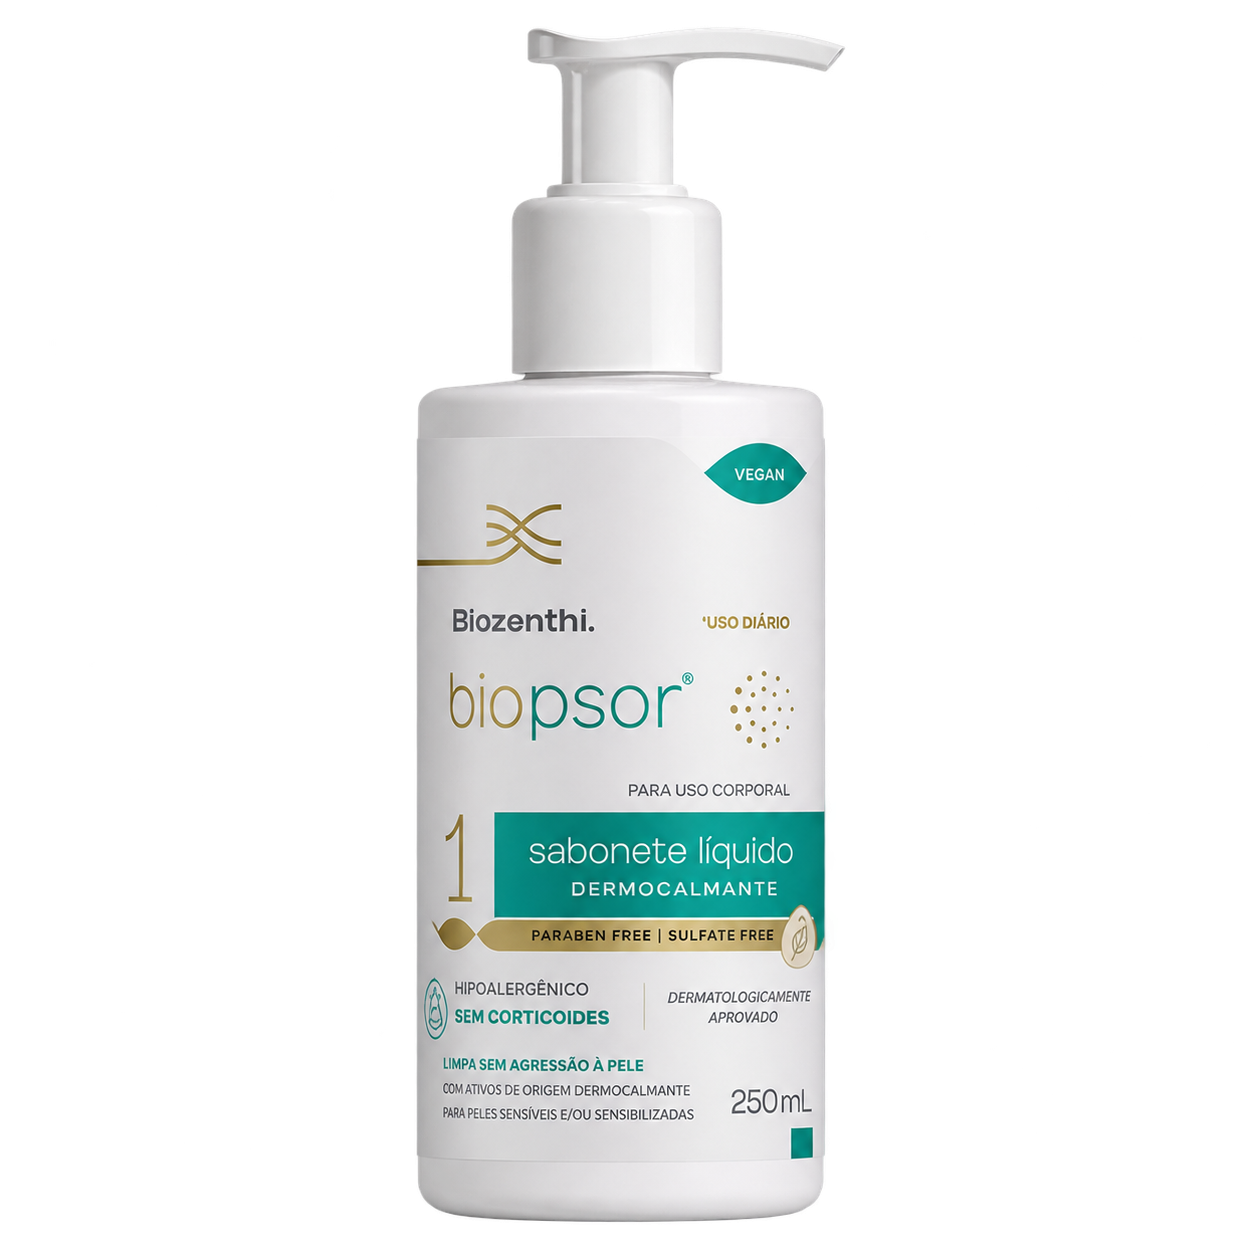 VEGAN
Biozenthi.
*USO DIÁRIO
biopsor®
PARA USO CORPORAL
1
sabonete líquido
DERMOCALMANTE
PARABEN FREE | SULFATE FREE
HIPOALERGÊNICO
SEM CORTICOIDES
DERMATOLOGICAMENTE
APROVADO
LIMPA SEM AGRESSÃO À PELE
COM ATIVOS DE ORIGEM DERMOCALMANTE
PARA PELES SENSÍVEIS E/OU SENSIBILIZADAS
250mL